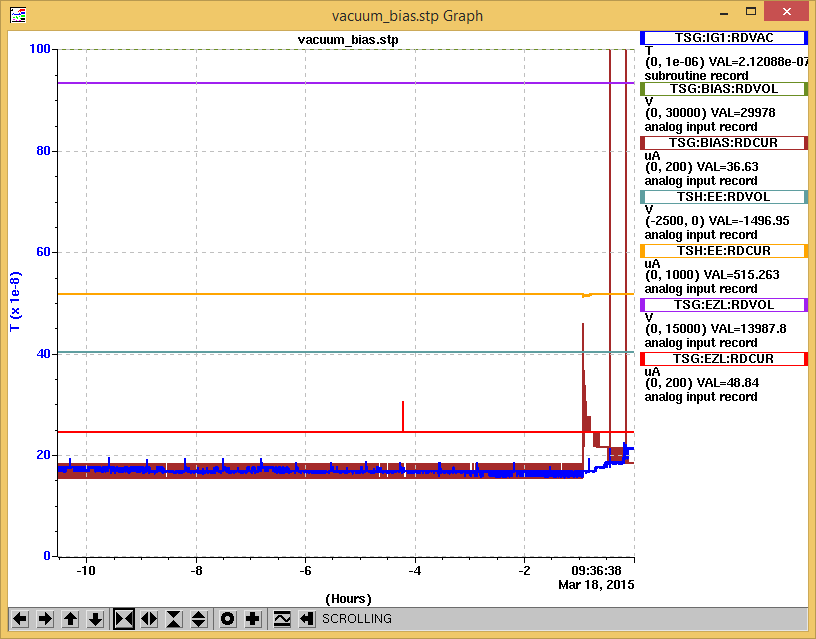 vacuum_bias.stp Graph
vacuum_bias.stp
100
80
60
40
20
0
T (x 1e-8)
-10
-8
-6
-4
-2
09:36:38
Mar 18, 2015
(Hours)
TSG:IG1:RDVAC
T
(0, 1e-06) VAL=2.12088e-07
subroutine record
TSG:BIAS:RDVOL
V
(0, 30000) VAL=29978
analog input record
TSG:BIAS:RDCUR
uA
(0, 200) VAL=36.63
analog input record
TSH:EE:RDVOL
V
(-2500, 0) VAL=-1496.95
analog input record
TSH:EE:RDCUR
uA
(0, 1000) VAL=515.263
analog input record
TSG:EZL:RDVOL
V
(0, 15000) VAL=13987.8
analog input record
TSG:EZL:RDCUR
uA
(0, 200) VAL=48.84
analog input record
SCROLLING